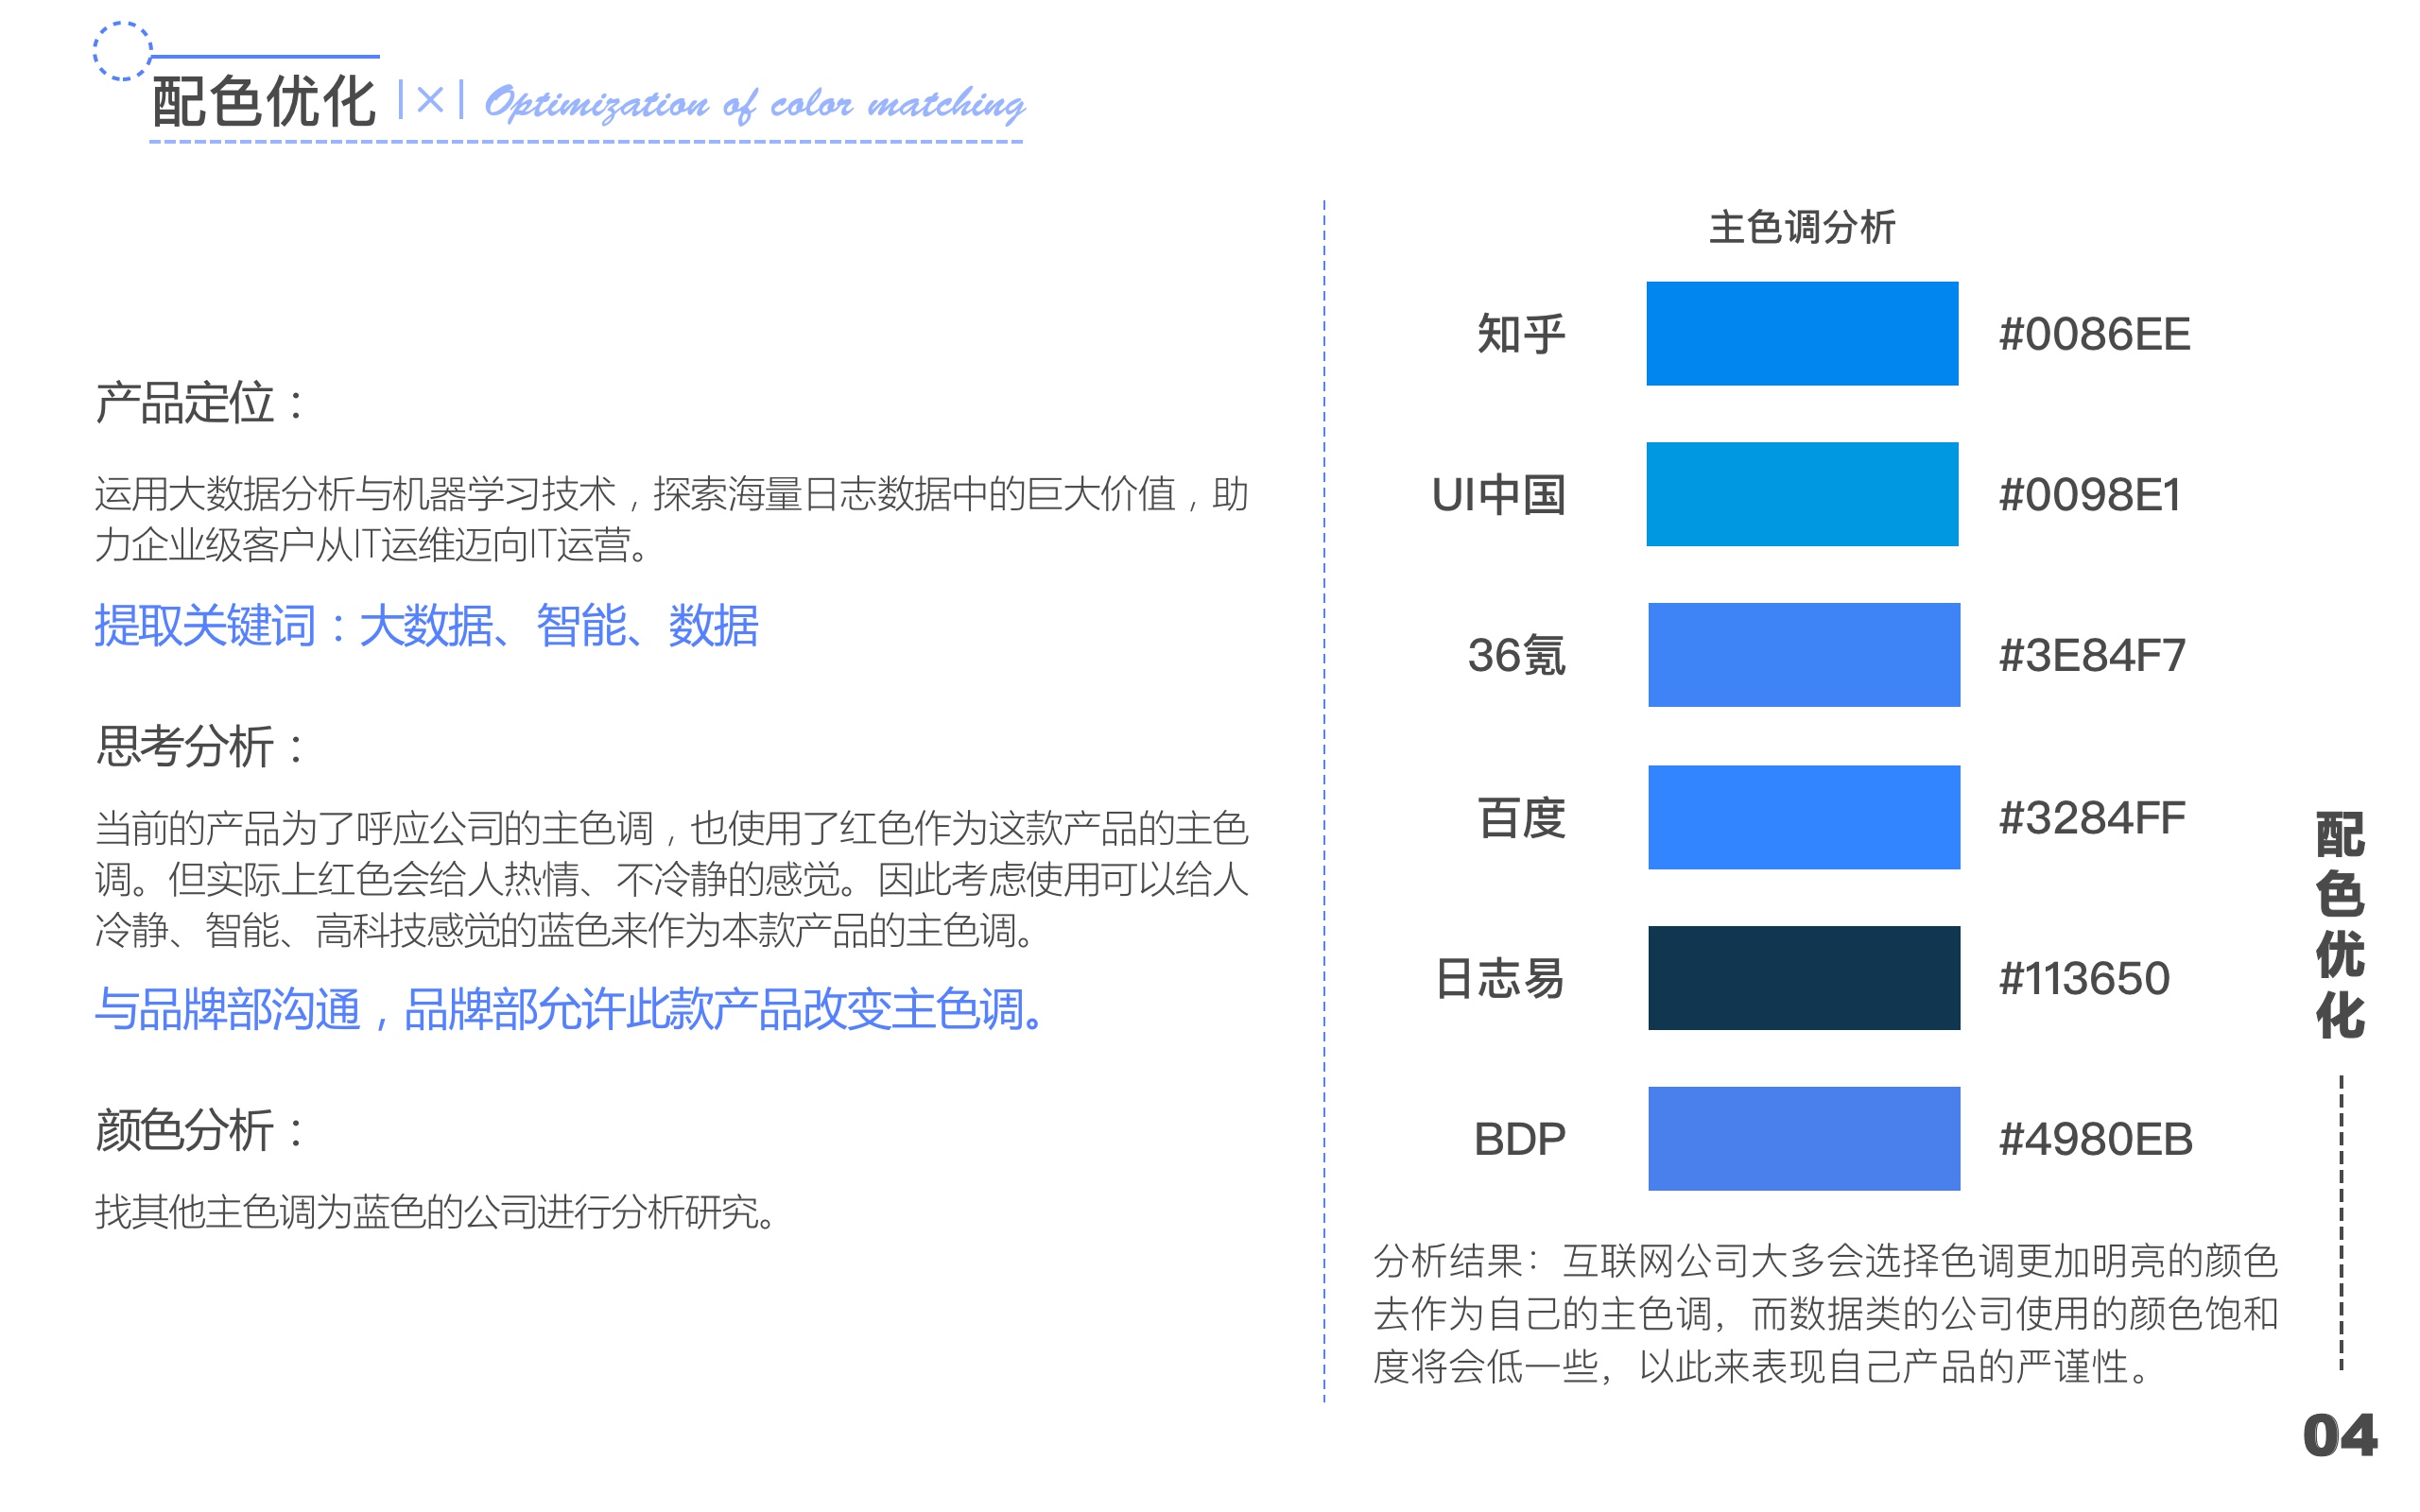 配色优化 |×| Optimization of color matching
产品定位：
运用大数据分析与机器学习技术，探索海量日志数据中的巨大价值，助
力企业级客户从IT运维迈向IT运营。
提取关键词：大数据、智能、数据
思考分析：
当前的产品为了呼应公司的主色调，也使用了红色作为这款产品的主色
调。但实际上红色会给人热情、不冷静的感觉。因此考虑使用可以给人
冷静、智能、高科技感觉的蓝色来作为本款产品的主色调。
与品牌部沟通，品牌部允许此款产品改变主色调。
颜色分析：
找其他主色调为蓝色的公司进行分析研究。
主色调分析
知乎 #0086EE
UI中国 #0098E1
36氪 #3E84F7
百度 #3284FF
日志易 #113650
BDP #4980EB
分析结果：互联网公司大多会选择色调更加明亮的颜色
去作为自己的主色调，而数据类的公司使用的颜色饱和
度将会低一些，以此来表现自己产品的严谨性。
配色优化
04